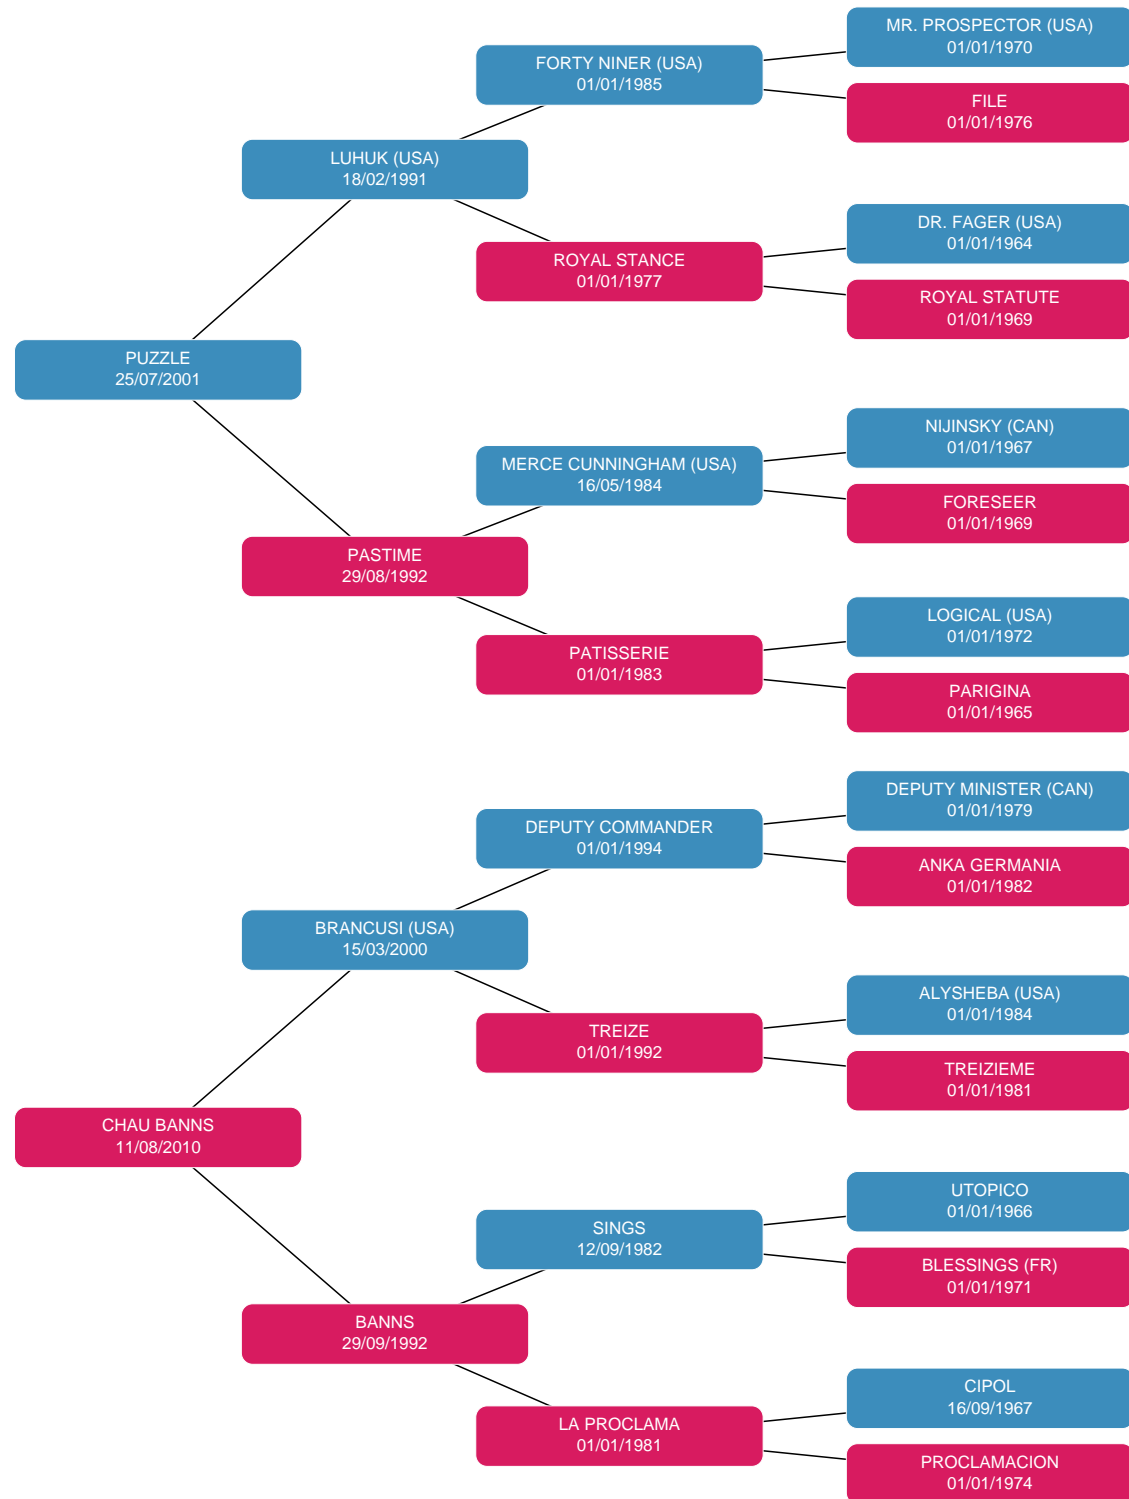 MR. PROSPECTOR (USA)
01/01/1970
FORTY NINER (USA)
01/01/1985
FILE
01/01/1976
LUHUK (USA)
18/02/1991
DR. FAGER (USA)
01/01/1964
ROYAL STANCE
01/01/1977
ROYAL STATUTE
01/01/1969
PUZZLE
25/07/2001
NIJINSKY (CAN)
01/01/1967
MERCE CUNNINGHAM (USA)
16/05/1984
FORESEER
01/01/1969
PASTIME
29/08/1992
LOGICAL (USA)
01/01/1972
PATISSERIE
01/01/1983
PARIGINA
01/01/1965
DEPUTY MINISTER (CAN)
01/01/1979
DEPUTY COMMANDER
01/01/1994
ANKA GERMANIA
01/01/1982
BRANCUSI (USA)
15/03/2000
ALYSHEBA (USA)
01/01/1984
TREIZE
01/01/1992
TREIZIEME
01/01/1981
CHAU BANNS
11/08/2010
UTOPICO
01/01/1966
SINGS
12/09/1982
BLESSINGS (FR)
01/01/1971
BANNS
29/09/1992
CIPOL
16/09/1967
LA PROCLAMA
01/01/1981
PROCLAMACION
01/01/1974